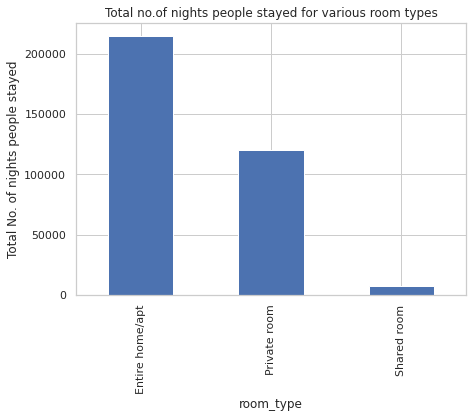 Total no.of nights people stayed for various room types
Total No. of nights people stayed
200000
150000
100000
50000
0
Entire home/apt
Private room
Shared room
room_type